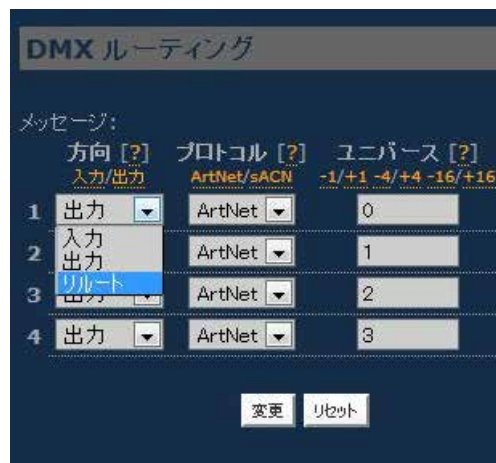 DMX ルーティング
メッセージ:
方向 [?] プロトコル [?] ユニバース [?]
入力/出力 ArtNet/sACN -1/+1 -4/+4 -16/+16
1 出力 ArtNet 0
入力
2 出力 ArtNet 1
リルート
3 出力 ArtNet 2
4 出力 ArtNet 3
変更 リセット